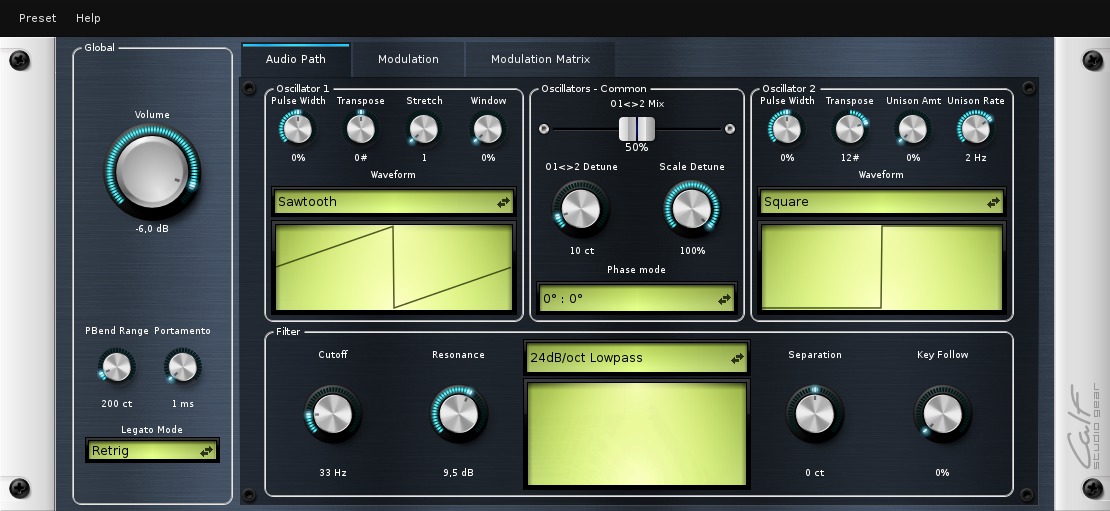 Preset Help
Global
Volume
-6,0 dB
PBend Range Portamento
200 ct 1 ms
Legato Mode
Retrig
Audio Path Modulation Modulation Matrix
Oscillator 1
Pulse Width Transpose Stretch Window
0% 0# 1 0%
Waveform
Sawtooth
Oscillators - Common
O1<>2 Mix
50%
O1<>2 Detune Scale Detune
10 ct 100%
Phase mode
0° : 0°
Oscillator 2
Pulse Width Transpose Unison Amt Unison Rate
0% 12# 0% 2 Hz
Waveform
Square
Filter
Cutoff Resonance
33 Hz 9,5 dB
24dB/oct Lowpass
Separation Key Follow
0 ct 0%
Calf
studio gear